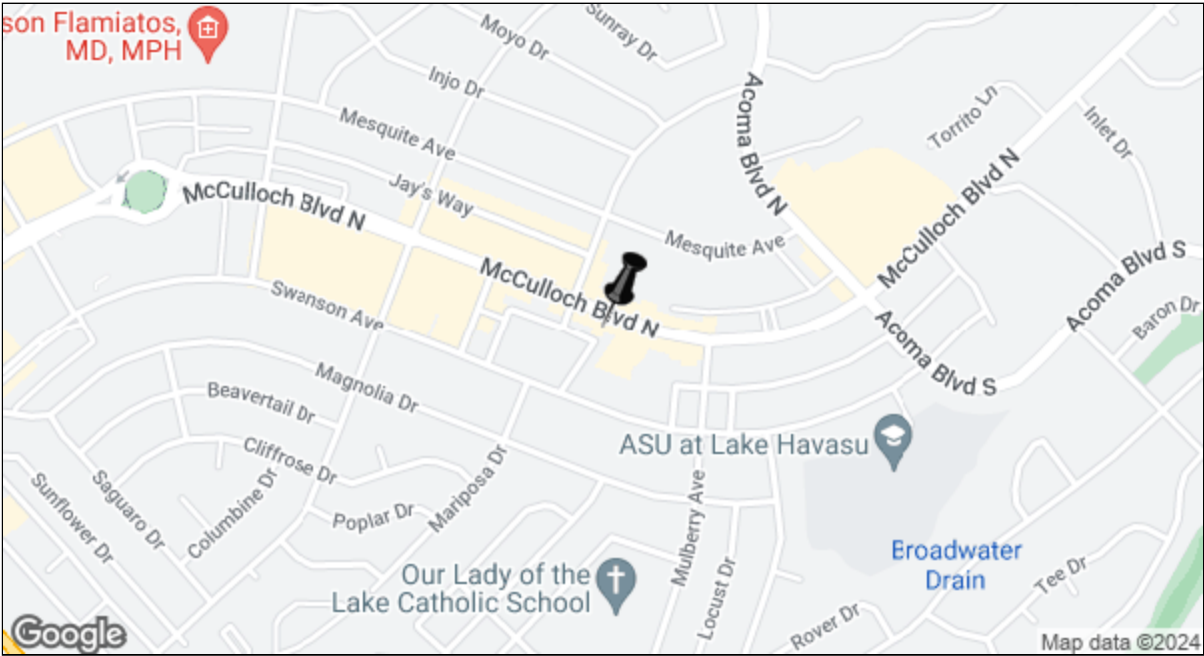 son Flamiatos,
MD, MPH
Sunray Dr
Moyo Dr
Injo Dr
Acoma Blvd N
Torrito Ln
Inlet Dr
Mesquite Ave
Jay's Way
McCulloch Blvd N
McCulloch Blvd N
Mesquite Ave
Acoma Blvd S
McCulloch Blvd N
Swanson Ave
Baron Dr
Acoma Blvd S
Magnolia Dr
Beavertail Dr
ASU at Lake Havasu
Cliffrose Dr
Saguaro Dr
Sunflower Dr
Columbine Dr
Poplar Dr
Mariposa Dr
Mulberry Ave
Broadwater
Drain
Our Lady of the
Lake Catholic School
Locust Dr
Tee Dr
Rover Dr
Google
Map data ©2024